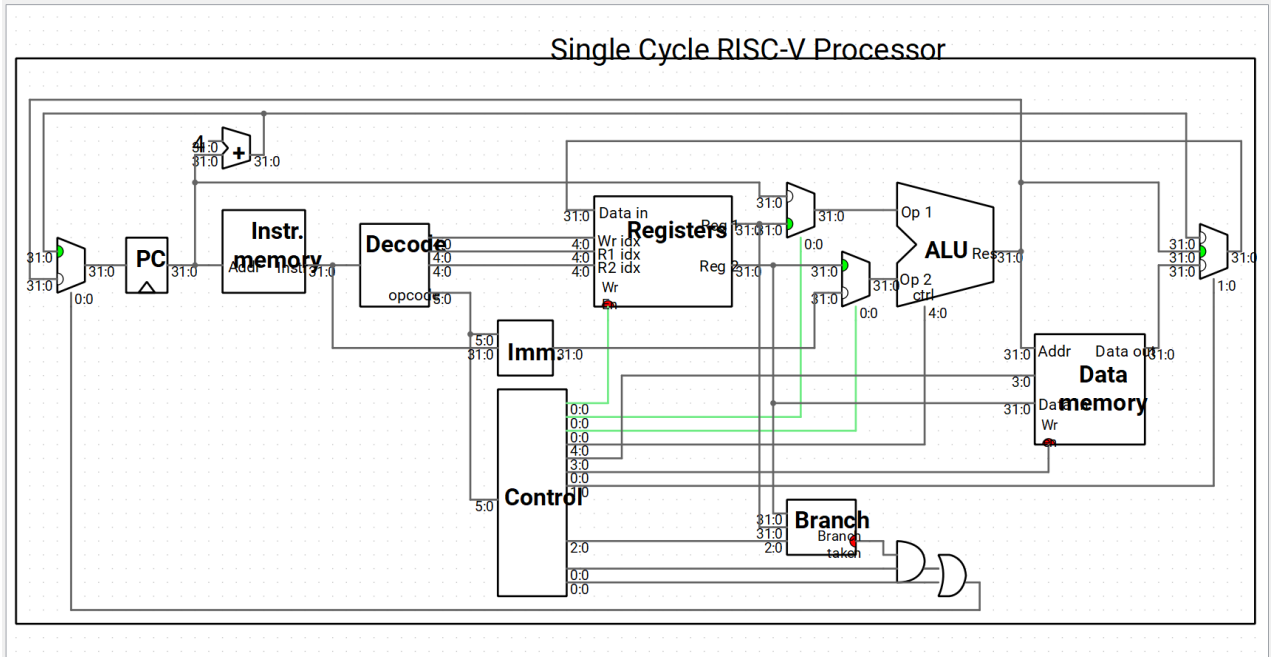 Single Cycle RISC-V Processor
4
31:0
31:0
31:0
31:0
31:0
31:0
PC
31:0
0:0
Instr.
memory
Addr
Instr
31:0
Decode
4:0
4:0
4:0
opcode
5:0
31:0
Data in
Registers
Reg 1
31:0
4:0
Wr idx
4:0
R1 idx
4:0
R2 idx
Reg 2
31:0
Wr
En
31:0
31:0
31:0
0:0
31:0
31:0
31:0
0:0
Op 1
ALU
Res
31:0
Op 2
ctrl
4:0
31:0
31:0
31:0
31:0
1:0
5:0
31:0
Imm.
31:0
31:0
Addr
Data out
31:0
3:0
Data
31:0
Data in
memory
Wr
En
Control
5:0
0:0
0:0
0:0
4:0
3:0
0:0
1:0
2:0
0:0
0:0
31:0
31:0
2:0
Branch
Branch
taken